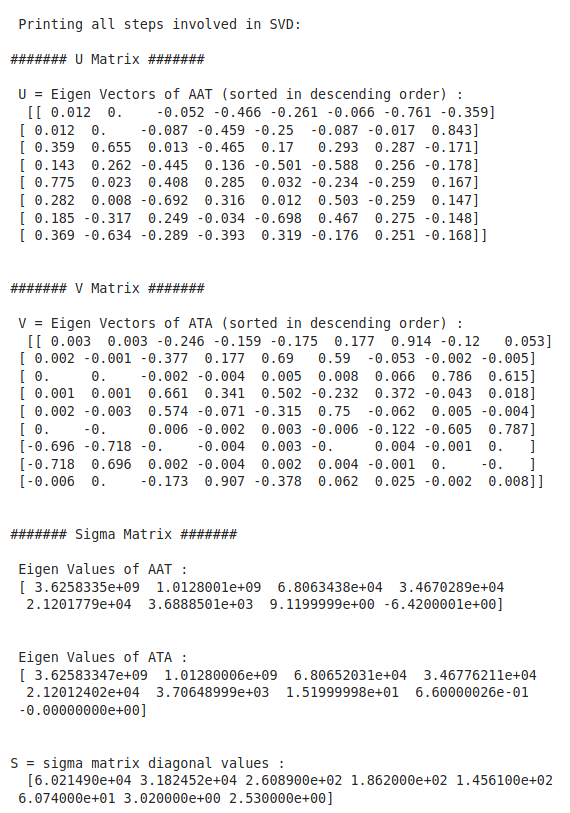 Printing all steps involved in SVD:
####### U Matrix #######
U = Eigen Vectors of AAT (sorted in descending order) :
[[ 0.012  0.    -0.052 -0.466 -0.261 -0.066 -0.761 -0.359]
[ 0.012  0.    -0.087 -0.459 -0.25  -0.087 -0.017  0.843]
[ 0.359  0.655  0.013 -0.465  0.17   0.293  0.287 -0.171]
[ 0.143  0.262 -0.445  0.136 -0.501 -0.588  0.256 -0.178]
[ 0.775  0.023  0.408  0.285  0.032 -0.234 -0.259  0.167]
[ 0.282  0.008 -0.692  0.316  0.012  0.503 -0.259  0.147]
[ 0.185 -0.317  0.249 -0.034 -0.698  0.467  0.275 -0.148]
[ 0.369 -0.634 -0.289 -0.393  0.319 -0.176  0.251 -0.168]]
####### V Matrix #######
V = Eigen Vectors of ATA (sorted in descending order) :
[[ 0.003  0.003 -0.246 -0.159 -0.175  0.177  0.914 -0.12   0.053]
[ 0.002 -0.001 -0.377  0.177  0.69   0.59  -0.053 -0.002 -0.005]
[ 0.     0.    -0.002 -0.004  0.005  0.008  0.066  0.786  0.615]
[ 0.001  0.001  0.661  0.341  0.502 -0.232  0.372 -0.043  0.018]
[ 0.002 -0.003  0.574 -0.071 -0.315  0.75  -0.062  0.005 -0.004]
[ 0.    -0.     0.006 -0.002  0.003 -0.006 -0.122 -0.605  0.787]
[-0.696 -0.718 -0.    -0.004  0.003 -0.     0.004 -0.001  0.   ]
[-0.718  0.696  0.002 -0.004  0.002  0.004 -0.001  0.    -0.   ]
[-0.006  0.    -0.173  0.907 -0.378  0.062  0.025 -0.002  0.008]]
####### Sigma Matrix #######
Eigen Values of AAT :
[ 3.6258335e+09  1.0128001e+09  6.8063438e+04  3.4670289e+04
2.1201779e+04  3.6888501e+03  9.1199999e+00 -6.4200001e+00]
Eigen Values of ATA :
[ 3.62583347e+09  1.01280006e+09  6.80652031e+04  3.46776211e+04
2.12012402e+04  3.70648999e+03  1.51999998e+01  6.60000026e-01
-0.00000000e+00]
S = sigma matrix diagonal values :
[6.021490e+04 3.182452e+04 2.608900e+02 1.862000e+02 1.456100e+02
6.074000e+01 3.020000e+00 2.530000e+00]